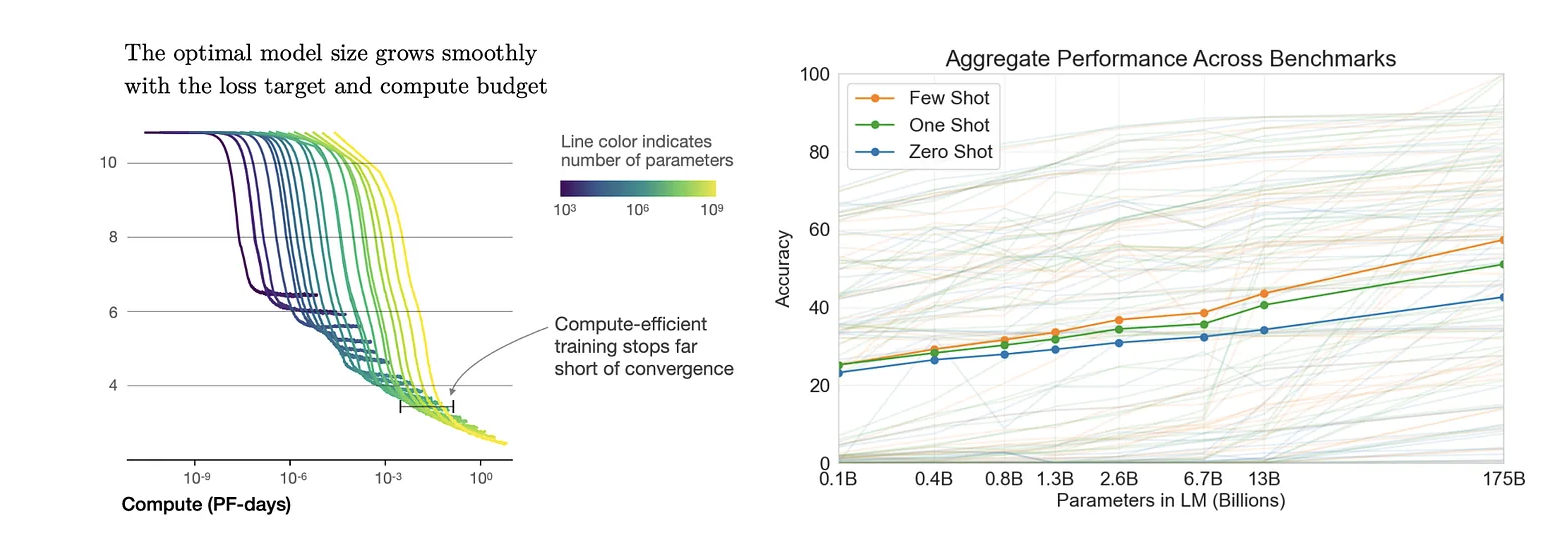 The optimal model size grows smoothly
with the loss target and compute budget
Line color indicates
number of parameters
10³
10⁶
10⁹
10
8
6
4
Compute-efficient
training stops far
short of convergence
10⁻⁹
10⁻⁶
10⁻³
10⁰
Compute (PF-days)
Aggregate Performance Across Benchmarks
Few Shot
One Shot
Zero Shot
Accuracy
100
80
60
40
20
0
0.1B
0.4B
0.8B
1.3B
2.6B
6.7B
13B
175B
Parameters in LM (Billions)